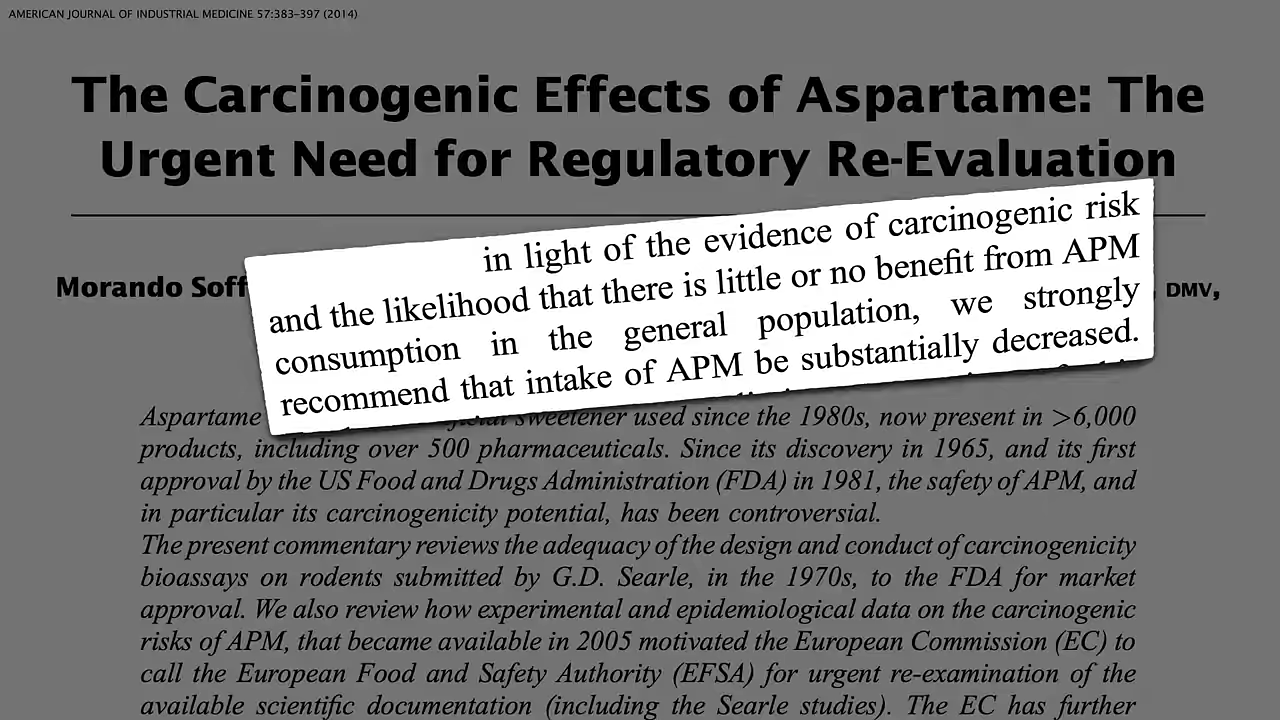 AMERICAN JOURNAL OF INDUSTRIAL MEDICINE 57:383–397 (2014)
The Carcinogenic Effects of Aspartame: The
Urgent Need for Regulatory Re-Evaluation
in light of the evidence of carcinogenic risk
and the likelihood that there is little or no benefit from APM
consumption in the general population, we strongly
recommend that intake of APM be substantially decreased.
Morando Soff
, DMV,
Aspartame sweetener used since the 1980s, now present in >6,000
products, including over 500 pharmaceuticals. Since its discovery in 1965, and its first
approval by the US Food and Drugs Administration (FDA) in 1981, the safety of APM, and
in particular its carcinogenicity potential, has been controversial.
The present commentary reviews the adequacy of the design and conduct of carcinogenicity
bioassays on rodents submitted by G.D. Searle, in the 1970s, to the FDA for market
approval. We also review how experimental and epidemiological data on the carcinogenic
risks of APM, that became available in 2005 motivated the European Commission (EC) to
call the European Food and Safety Authority (EFSA) for urgent re-examination of the
available scientific documentation (including the Searle studies). The EC has further